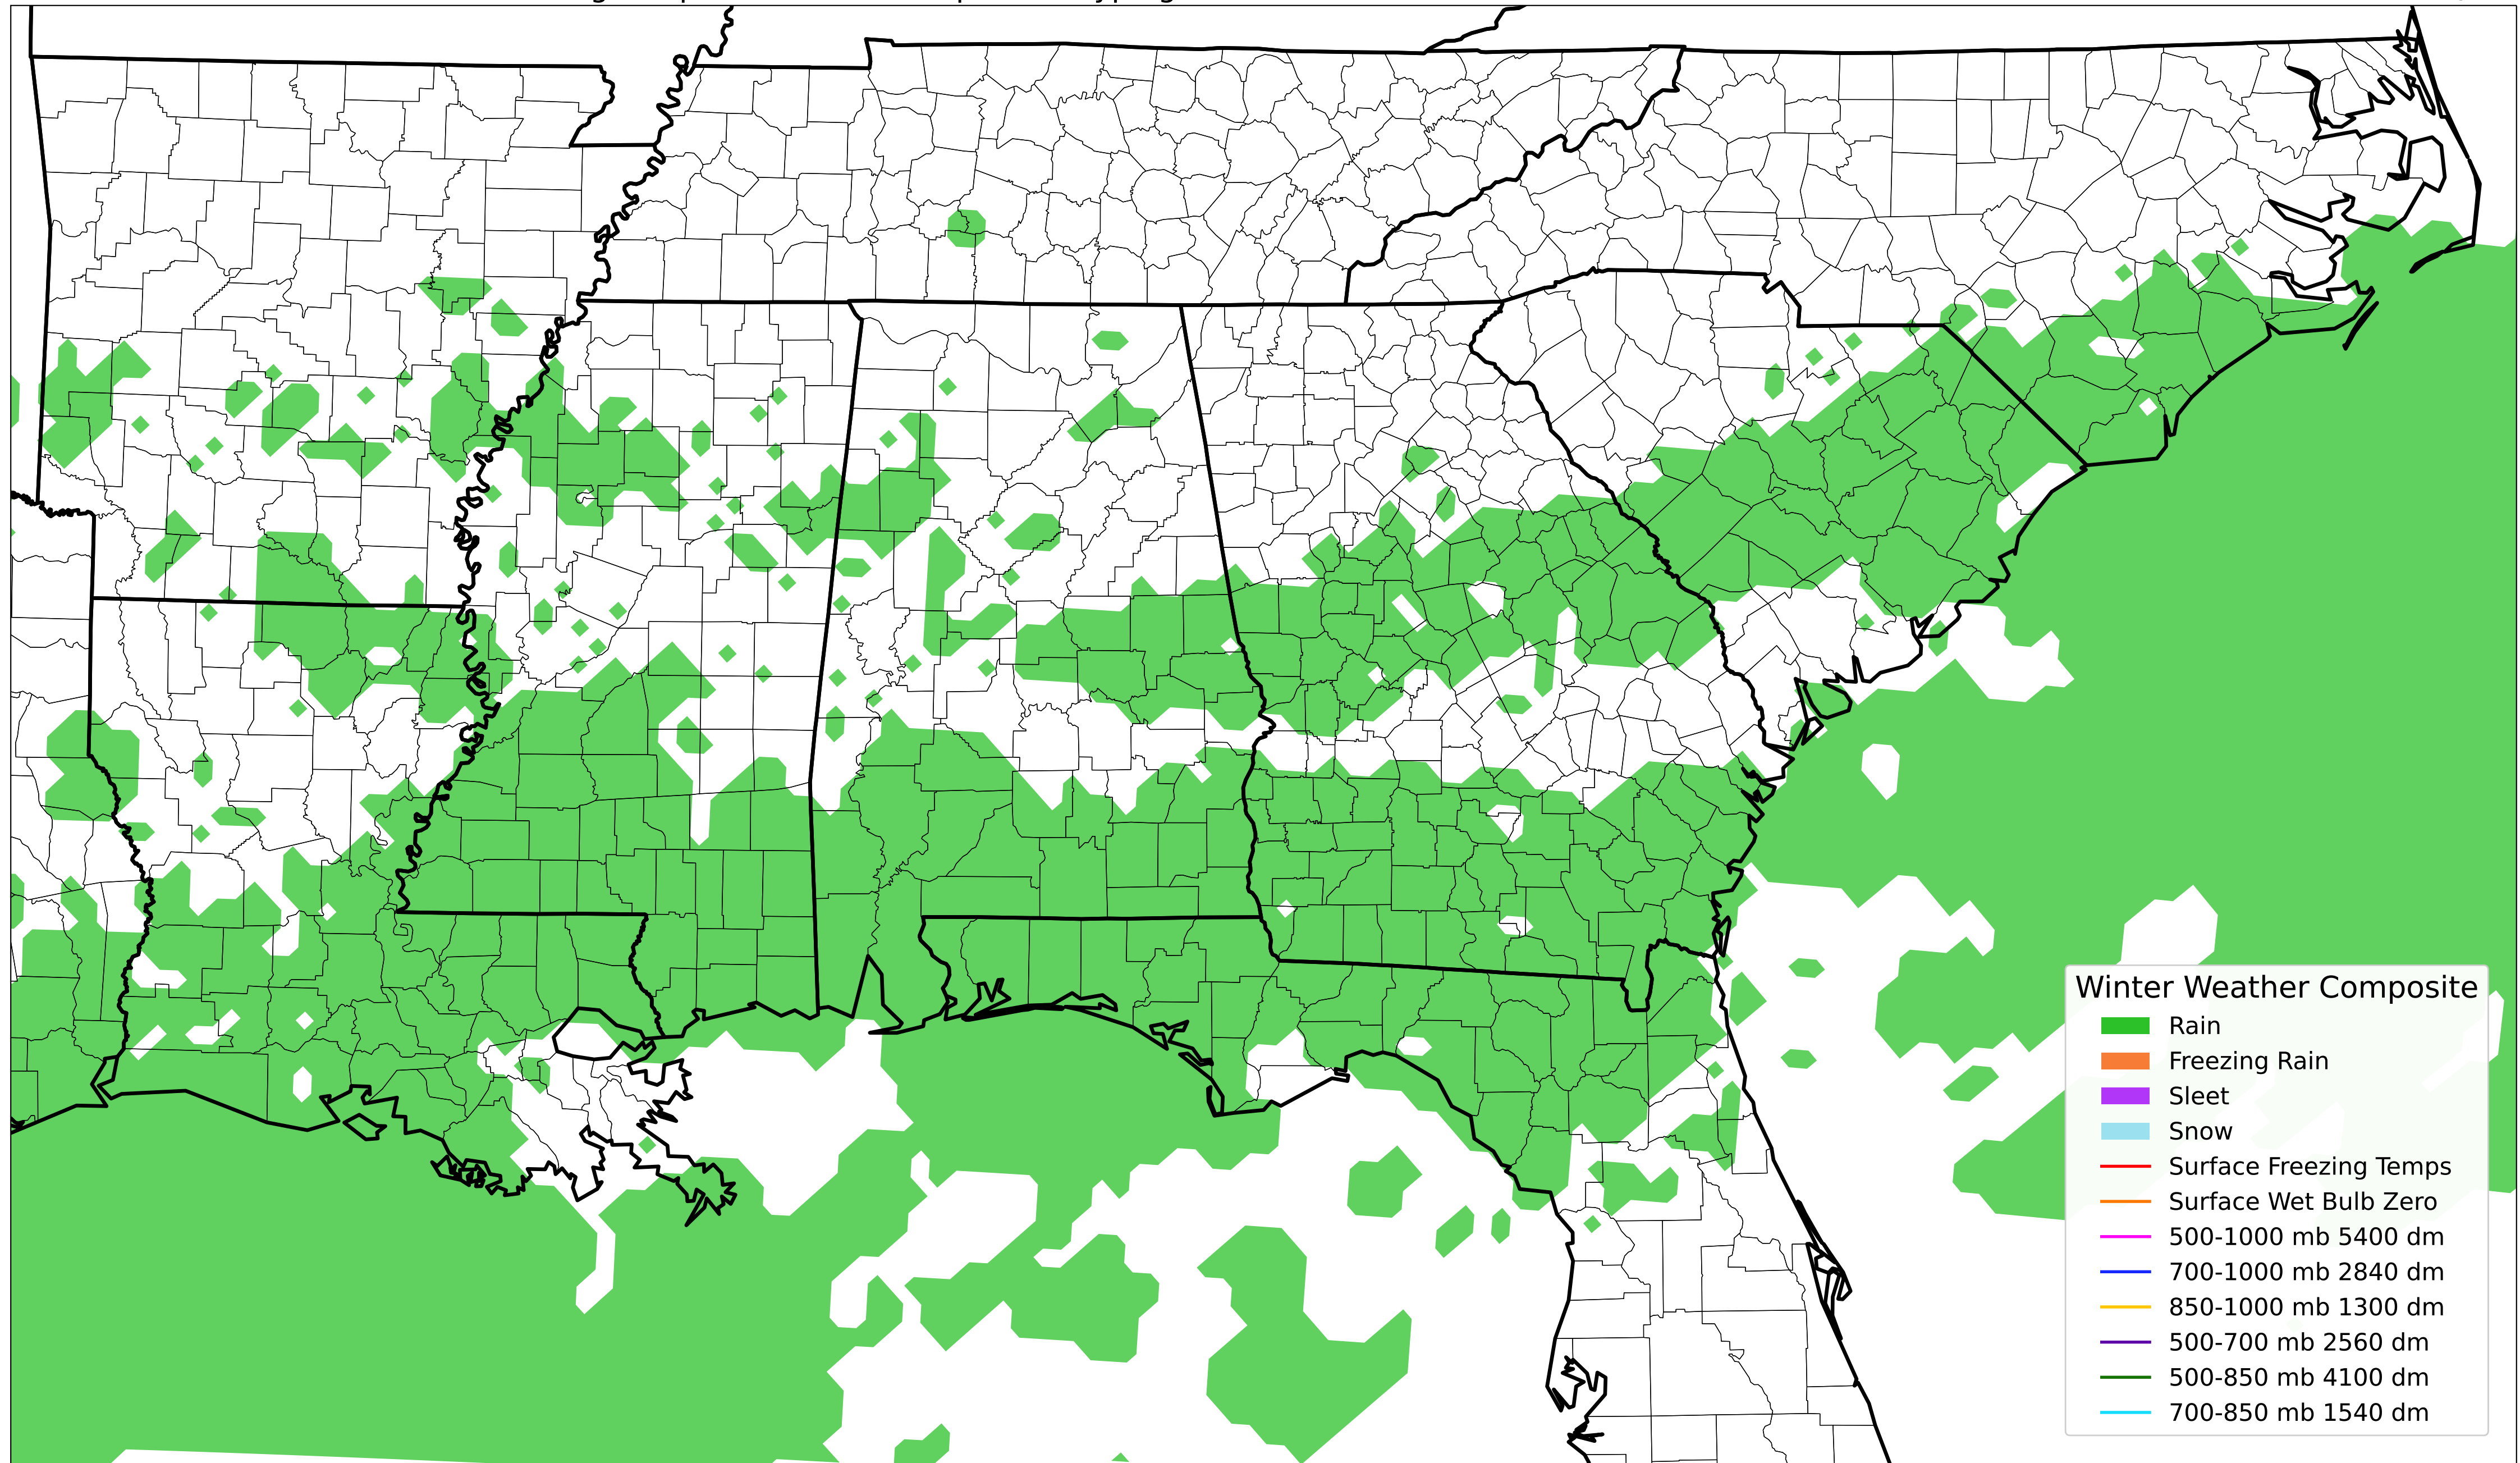 Winter Weather Composite
Rain
Freezing Rain
Sleet
Snow
Surface Freezing Temps
Surface Wet Bulb Zero
500-1000 mb 5400 dm
700-1000 mb 2840 dm
850-1000 mb 1300 dm
500-700 mb 2560 dm
500-850 mb 4100 dm
700-850 mb 1540 dm